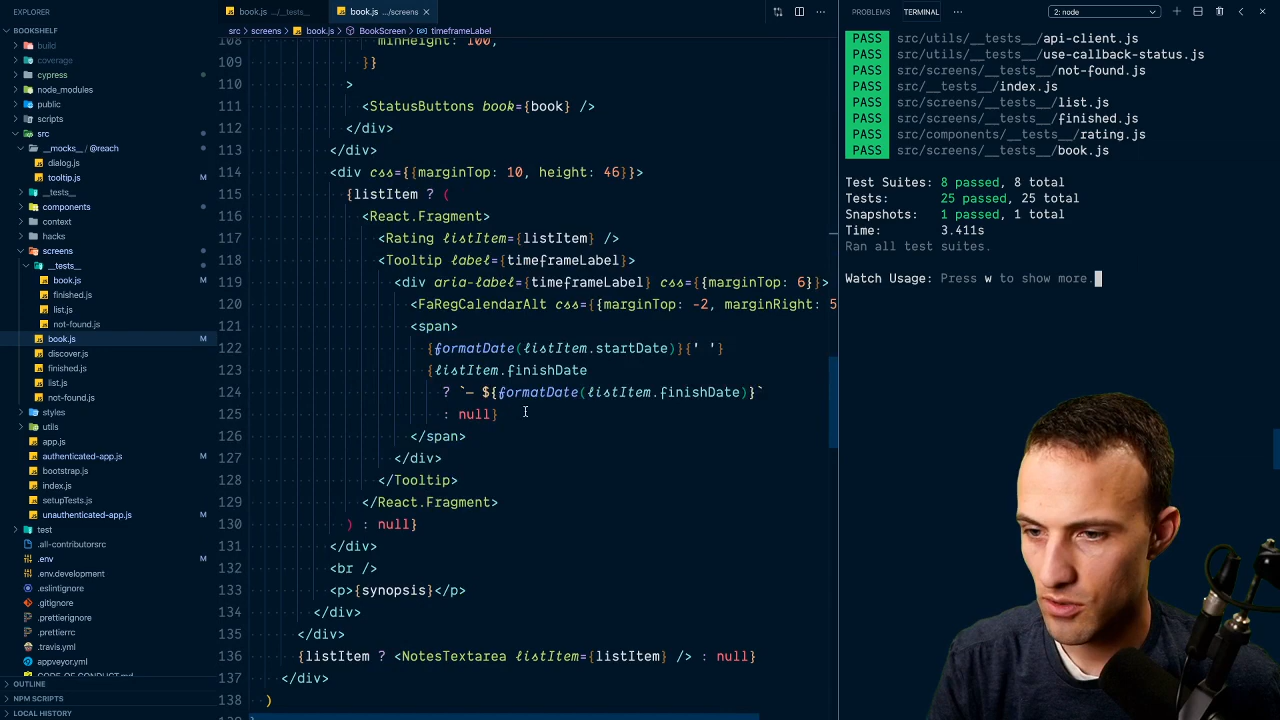 EXPLORER
BOOKSHELF
build
coverage
cypress
node_modules
public
scripts
src
__mocks__/@reach
dialog.js
tooltip.js M
__tests__
components
context
hacks
screens
__tests__
book.js M
finished.js
list.js
not-found.js
book.js M
discover.js
finished.js
list.js
not-found.js
styles
utils
app.js
authenticated-app.js M
bootstrap.js
index.js
setupTests.js
unauthenticated-app.js M
test
.all-contributorsrc
.env M
.env.development
.eslintignore
.gitignore
.prettierignore
.prettierrc
.travis.yml
appveyor.yml
CODE_OF_CONDUCT.md
OUTLINE
NPM SCRIPTS
LOCAL HISTORY
book.js .../__tests__
book.js .../screens
src > screens > book.js > BookScreen > timeframeLabel
108 minHeight: 100,
109 }}
110 >
111 <StatusButtons book={book} />
112 </div>
113 </div>
114 <div css={{marginTop: 10, height: 46}}>
115 {listItem ? (
116 <React.Fragment>
117 <Rating listItem={listItem} />
118 <Tooltip label={timeframeLabel}>
119 <div aria-label={timeframeLabel} css={{marginTop: 6}}>
120 <FaRegCalendarAlt css={{marginTop: -2, marginRight: 5
121 <span>
122 {formatDate(listItem.startDate)}{' '}
123 {listItem.finishDate
124 ? `— ${formatDate(listItem.finishDate)}`
125 : null}
126 </span>
127 </div>
128 </Tooltip>
129 </React.Fragment>
130 ) : null}
131 </div>
132 <br />
133 <p>{synopsis}</p>
134 </div>
135 </div>
136 {listItem ? <NotesTextarea listItem={listItem} /> : null}
137 </div>
138 )
PROBLEMS TERMINAL ··· 2: node
PASS src/utils/__tests__/api-client.js
PASS src/utils/__tests__/use-callback-status.js
PASS src/screens/__tests__/not-found.js
PASS src/__tests__/index.js
PASS src/screens/__tests__/list.js
PASS src/screens/__tests__/finished.js
PASS src/components/__tests__/rating.js
PASS src/screens/__tests__/book.js
Test Suites: 8 passed, 8 total
Tests: 25 passed, 25 total
Snapshots: 1 passed, 1 total
Time: 3.411s
Ran all test suites.
Watch Usage: Press w to show more.